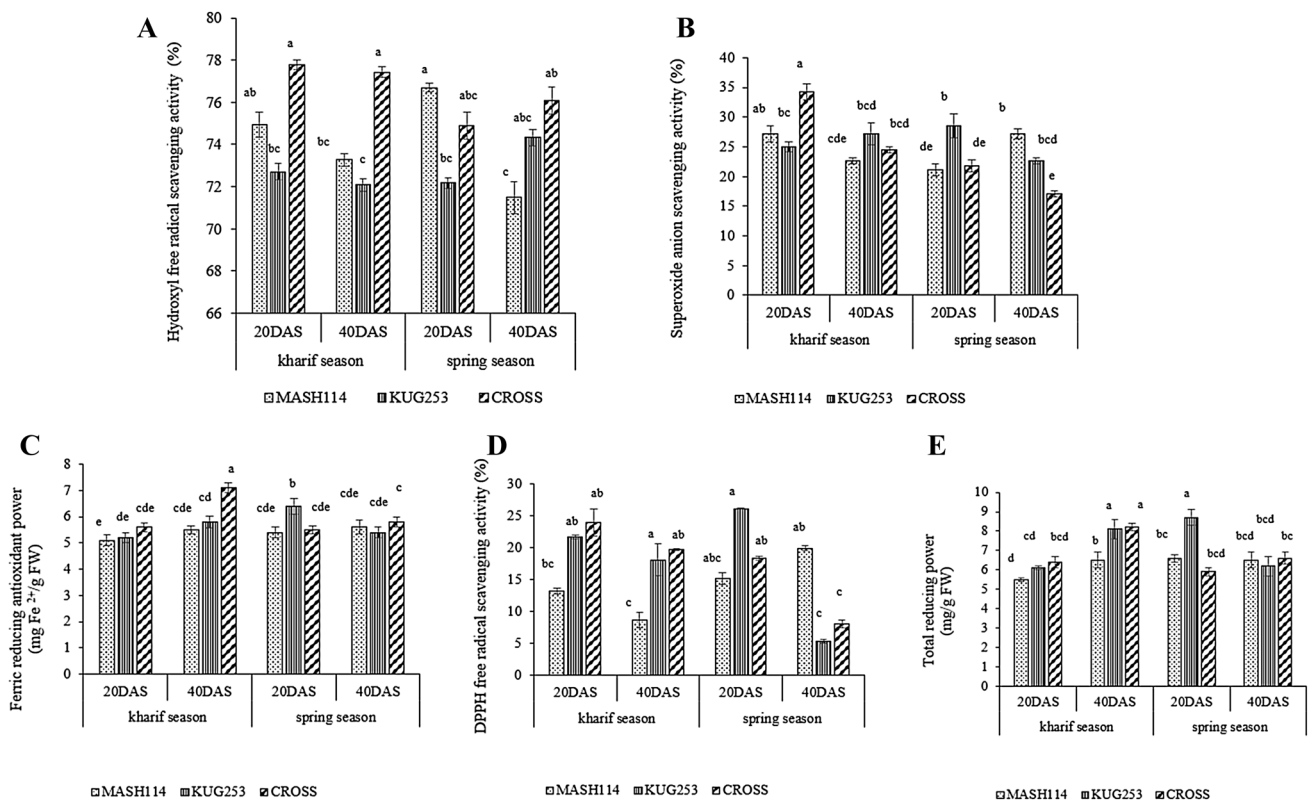 A
Hydroxyl free radical scavenging activity (%)
80
78
76
74
72
70
68
66
ab
bc
a
bc
c
a
a
bc
abc
c
abc
ab
20DAS
40DAS
20DAS
40DAS
kharif season
spring season
MASH114
KUG253
CROSS
B
Superoxide anion scavenging activity (%)
40
35
30
25
20
15
10
5
0
ab
bc
a
cde
bcd
bcd
de
b
de
b
bcd
e
20DAS
40DAS
20DAS
40DAS
kharif season
spring season
MASH114
KUG253
CROSS
C
Ferric reducing antioxidant power
(mg Fe 2+/g FW)
8
7
6
5
4
3
2
1
0
e
de
cde
cde
cd
a
cde
b
cde
cde
cde
c
20DAS
40DAS
20DAS
40DAS
kharif season
spring season
MASH114
KUG253
CROSS
D
DPPH free radical scavenging activity (%)
30
25
20
15
10
5
0
bc
ab
ab
c
a
ab
abc
a
ab
c
c
20DAS
40DAS
20DAS
40DAS
kharif season
spring season
MASH114
KUG253
CROSS
E
Total reducing power
(mg/g FW)
10
9
8
7
6
5
4
3
2
1
0
d
cd
bcd
b
a
a
bc
a
bcd
bcd
bcd
bc
20DAS
40DAS
20DAS
40DAS
kharif season
spring season
MASH114
KUG253
CROSS